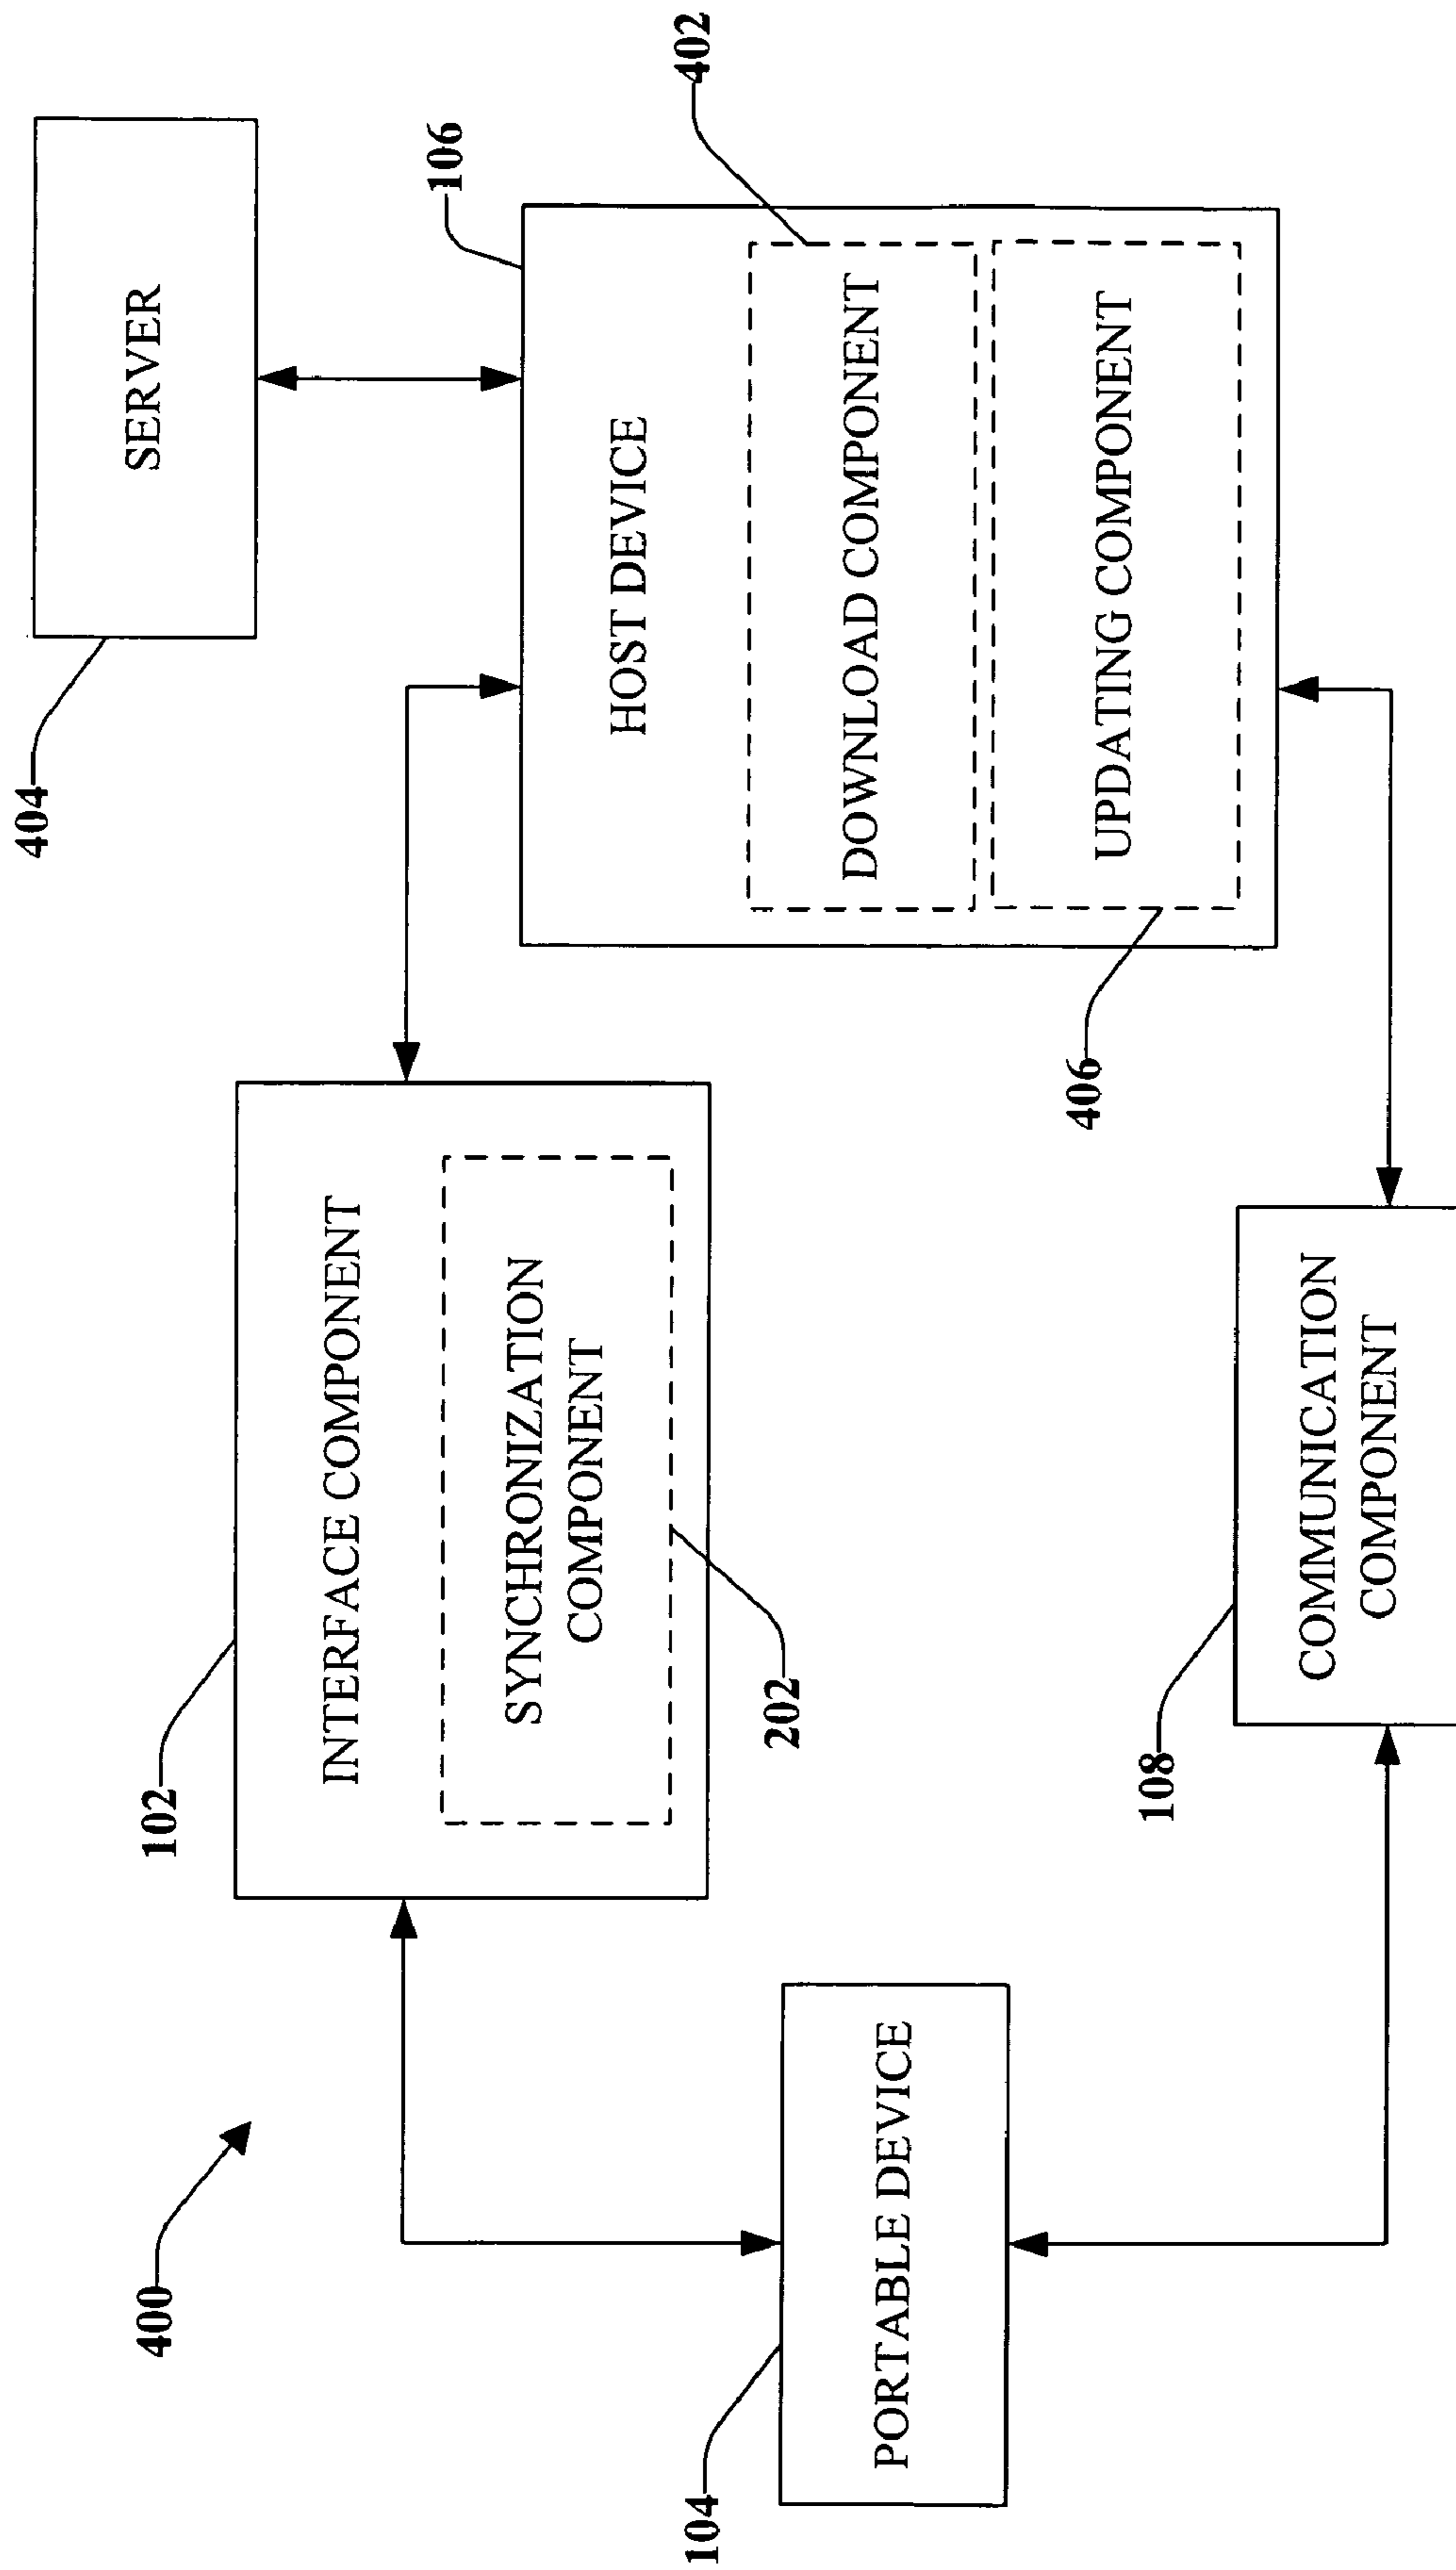 400
404
SERVER
102
INTERFACE COMPONENT
SYNCHRONIZATION
COMPONENT
202
106
HOST DEVICE
402
DOWNLOAD COMPONENT
UPDATING COMPONENT
406
104
PORTABLE DEVICE
108
COMMUNICATION
COMPONENT